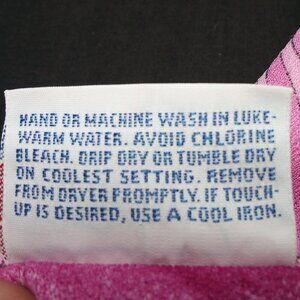 HAND OR MACHINE WASH IN LUKE-
WARM WATER. AVOID CHLORINE
BLEACH. DRIP DRY OR TUMBLE DRY
ON COOLEST SETTING. REMOVE
FROM DRYER PROMPTLY. IF TOUCH-
UP IS DESIRED, USE A COOL IRON.